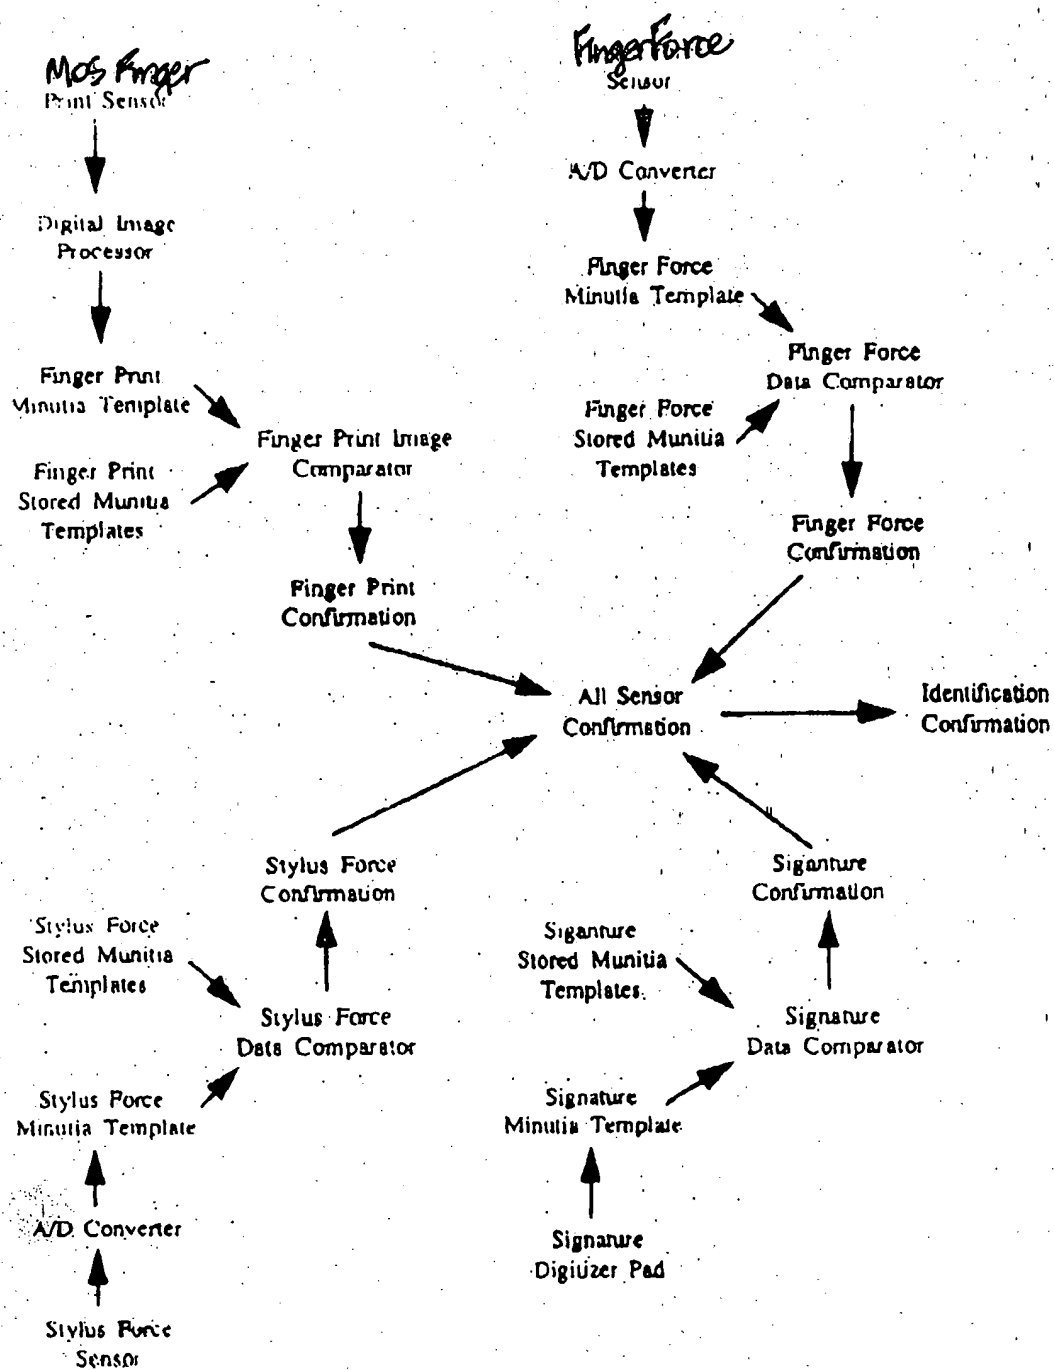 MOS Finger
Print Sensor
Digital Image
Processor
Finger Print
Minutia Template
Finger Print
Stored Munitia
Templates
Finger Print Image
Comparator
Finger Print
Confirmation
FingerForce
Sensor
A/D Converter
Finger Force
Minutia Template
Finger Force
Data Comparator
Finger Force
Stored Munitia
Templates
Finger Force
Confirmation
All Sensor
Confirmation
Identification
Confirmation
Stylus Force
Confirmation
Stylus Force
Stored Munitia
Templates
Stylus Force
Data Comparator
Stylus Force
Minutia Template
A/D Converter
Stylus Force
Sensor
Siganture
Confirmation
Siganture
Stored Munitia
Templates
Signature
Data Comparator
Signature
Minutia Template
Signature
Digitizer Pad